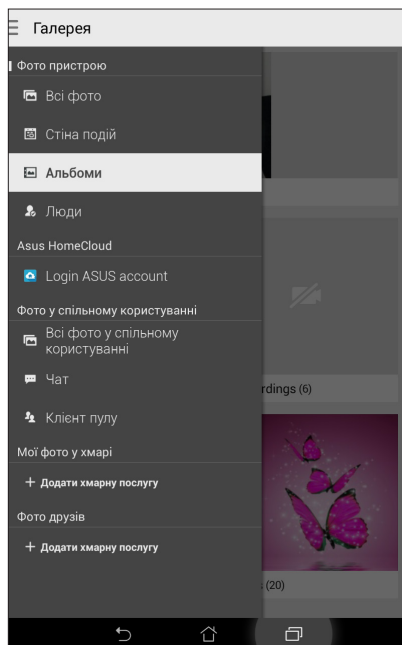 Галерея
Фото пристрою
Всі фото
Стіна подій
Альбоми
Люди
Asus HomeCloud
Login ASUS account
Фото у спільному користуванні
Всі фото у спільному
користуванні
Чат
rdings (6)
Клієнт пулу
Мої фото у хмарі
+ Додати хмарну послугу
Фото друзів
+ Додати хмарну послугу
(20)